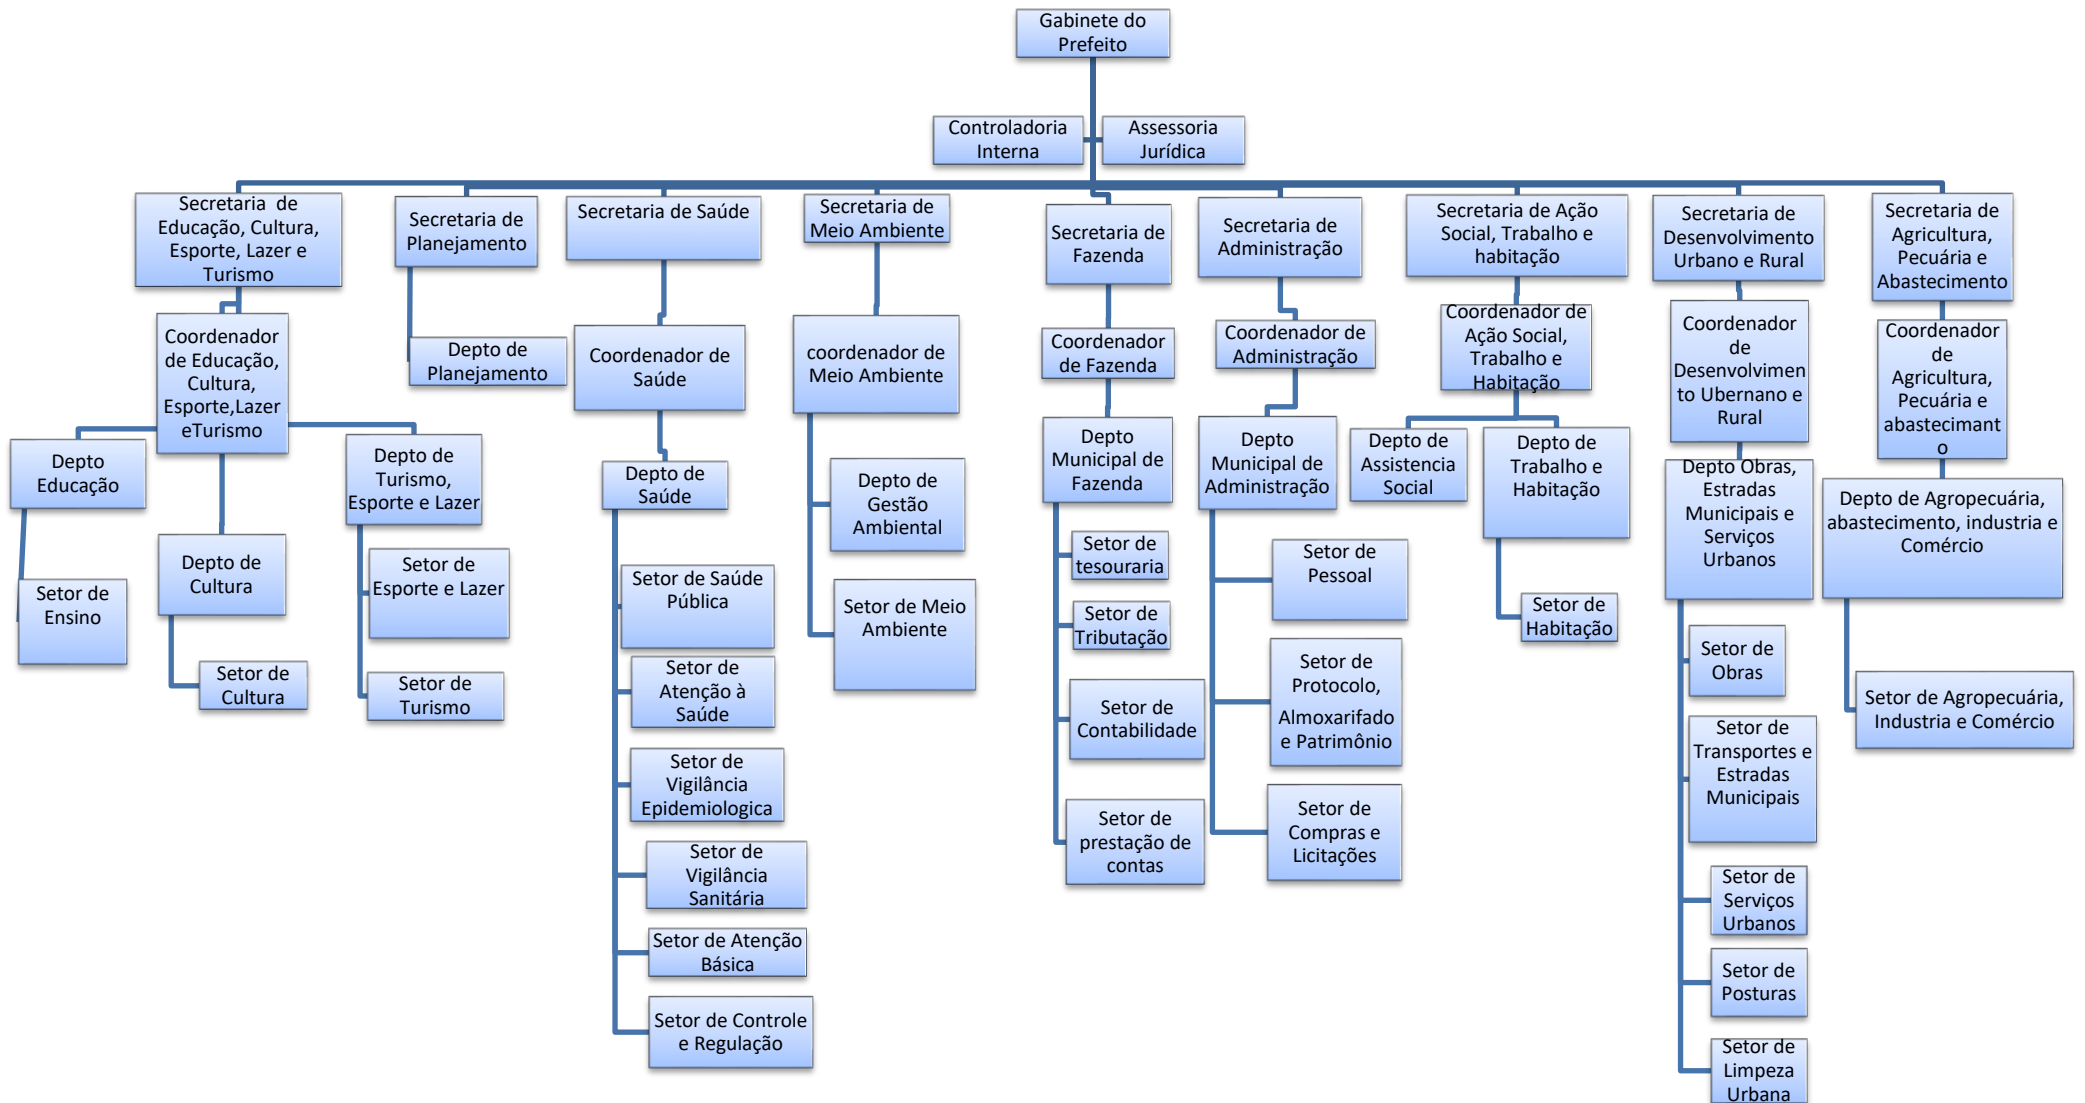 Gabinete do
Prefeito
Controladoria
Interna
Assessoria
Jurídica
Secretaria de
Educação, Cultura,
Esporte, Lazer e
Turismo
Secretaria de
Planejamento
Secretaria de Saúde
Secretaria de
Meio Ambiente
Secretaria de
Fazenda
Secretaria de
Administração
Secretaria de Ação
Social, Trabalho e
habitação
Secretaria de
Desenvolvimento
Urbano e Rural
Secretaria de
Agricultura,
Pecuária e
Abastecimento
Coordenador
de Educação,
Cultura,
Esporte,Lazer
eTurismo
Depto de
Planejamento
Coordenador de
Saúde
coordenador de
Meio Ambiente
Coordenador
de Fazenda
Coordenador de
Administração
Coordenador de
Ação Social,
Trabalho e
Habitação
Coordenador
de
Desenvolvimen
to Ubernano e
Rural
Coordenador
de
Agricultura,
Pecuária e
abastecimant
o
Depto
Educação
Depto de
Turismo,
Esporte e Lazer
Depto de
Saúde
Depto de
Gestão
Ambiental
Depto
Municipal de
Fazenda
Depto
Municipal de
Administração
Depto de
Assistencia
Social
Depto de
Trabalho e
Habitação
Depto Obras,
Estradas
Municipais e
Serviços
Urbanos
Depto de Agropecuária,
abastecimento, industria e
Comércio
Setor de
Ensino
Depto de
Cultura
Setor de
Esporte e Lazer
Setor de
Cultura
Setor de
Turismo
Setor de Saúde
Pública
Setor de
Atenção à
Saúde
Setor de
Vigilância
Epidemiologica
Setor de
Vigilância
Sanitária
Setor de Atenção
Básica
Setor de Controle
e Regulação
Setor de Meio
Ambiente
Setor de
tesouraria
Setor de
Tributação
Setor de
Contabilidade
Setor de
prestação de
contas
Setor de
Pessoal
Setor de
Protocolo,
Almoxarifado
e Patrimônio
Setor de
Compras e
Licitações
Setor de
Habitação
Setor de
Obras
Setor de
Transportes e
Estradas
Municipais
Setor de
Serviços
Urbanos
Setor de
Posturas
Setor de
Limpeza
Urbana
Setor de Agropecuária,
Industria e Comércio